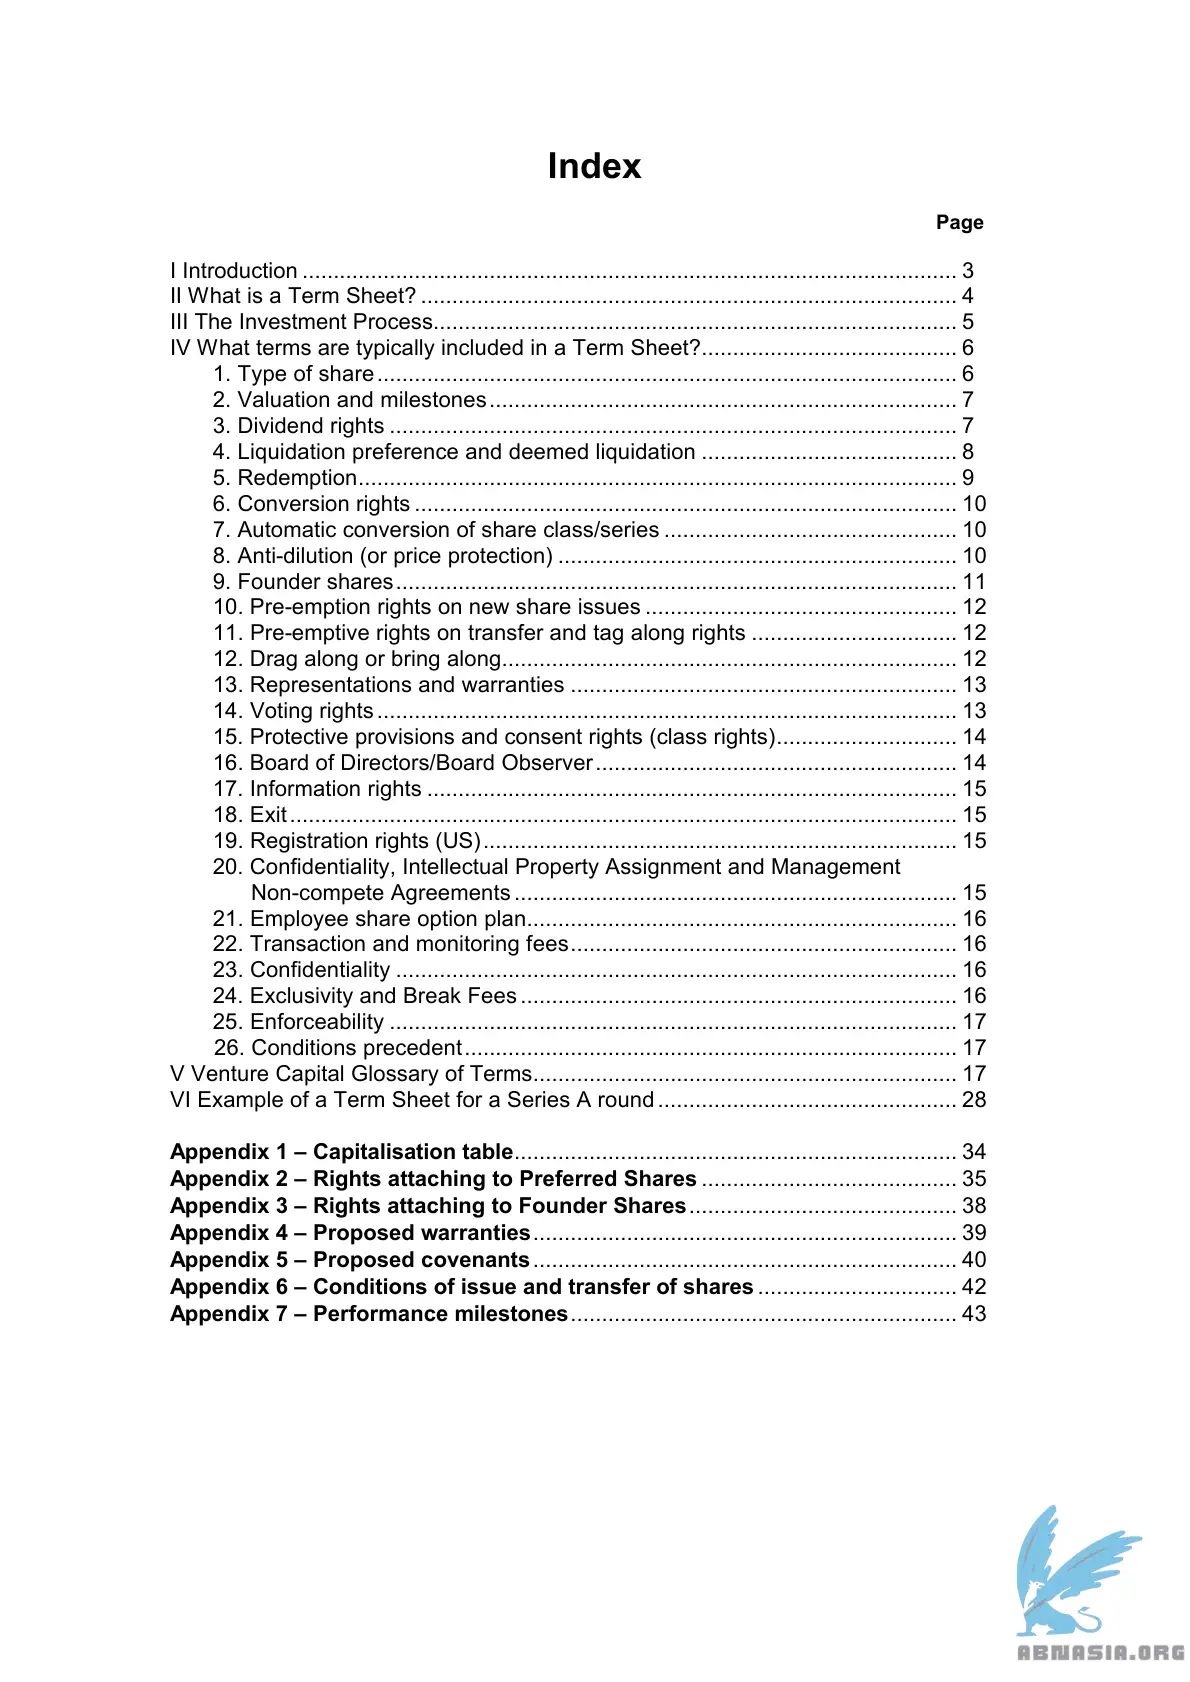 Index
Page
I Introduction ........................................................................................................ 3
II What is a Term Sheet? ..................................................................................... 4
III The Investment Process.................................................................................... 5
IV What terms are typically included in a Term Sheet?......................................... 6
1. Type of share............................................................................................. 6
2. Valuation and milestones........................................................................... 7
3. Dividend rights ........................................................................................... 7
4. Liquidation preference and deemed liquidation ......................................... 8
5. Redemption................................................................................................ 9
6. Conversion rights ....................................................................................... 10
7. Automatic conversion of share class/series ............................................... 10
8. Anti-dilution (or price protection) ................................................................ 10
9. Founder shares.......................................................................................... 11
10. Pre-emption rights on new share issues .................................................. 12
11. Pre-emptive rights on transfer and tag along rights ................................. 12
12. Drag along or bring along......................................................................... 12
13. Representations and warranties .............................................................. 13
14. Voting rights............................................................................................. 13
15. Protective provisions and consent rights (class rights)............................. 14
16. Board of Directors/Board Observer.......................................................... 14
17. Information rights ..................................................................................... 15
18. Exit........................................................................................................... 15
19. Registration rights (US)............................................................................ 15
20. Confidentiality, Intellectual Property Assignment and Management
Non-compete Agreements ....................................................................... 15
21. Employee share option plan..................................................................... 16
22. Transaction and monitoring fees.............................................................. 16
23. Confidentiality .......................................................................................... 16
24. Exclusivity and Break Fees ...................................................................... 16
25. Enforceability ........................................................................................... 17
26. Conditions precedent............................................................................... 17
V Venture Capital Glossary of Terms.................................................................... 17
VI Example of a Term Sheet for a Series A round................................................ 28
Appendix 1 – Capitalisation table....................................................................... 34
Appendix 2 – Rights attaching to Preferred Shares ......................................... 35
Appendix 3 – Rights attaching to Founder Shares........................................... 38
Appendix 4 – Proposed warranties.................................................................... 39
Appendix 5 – Proposed covenants.................................................................... 40
Appendix 6 – Conditions of issue and transfer of shares ................................ 42
Appendix 7 – Performance milestones.............................................................. 43
ABNASIA.ORG